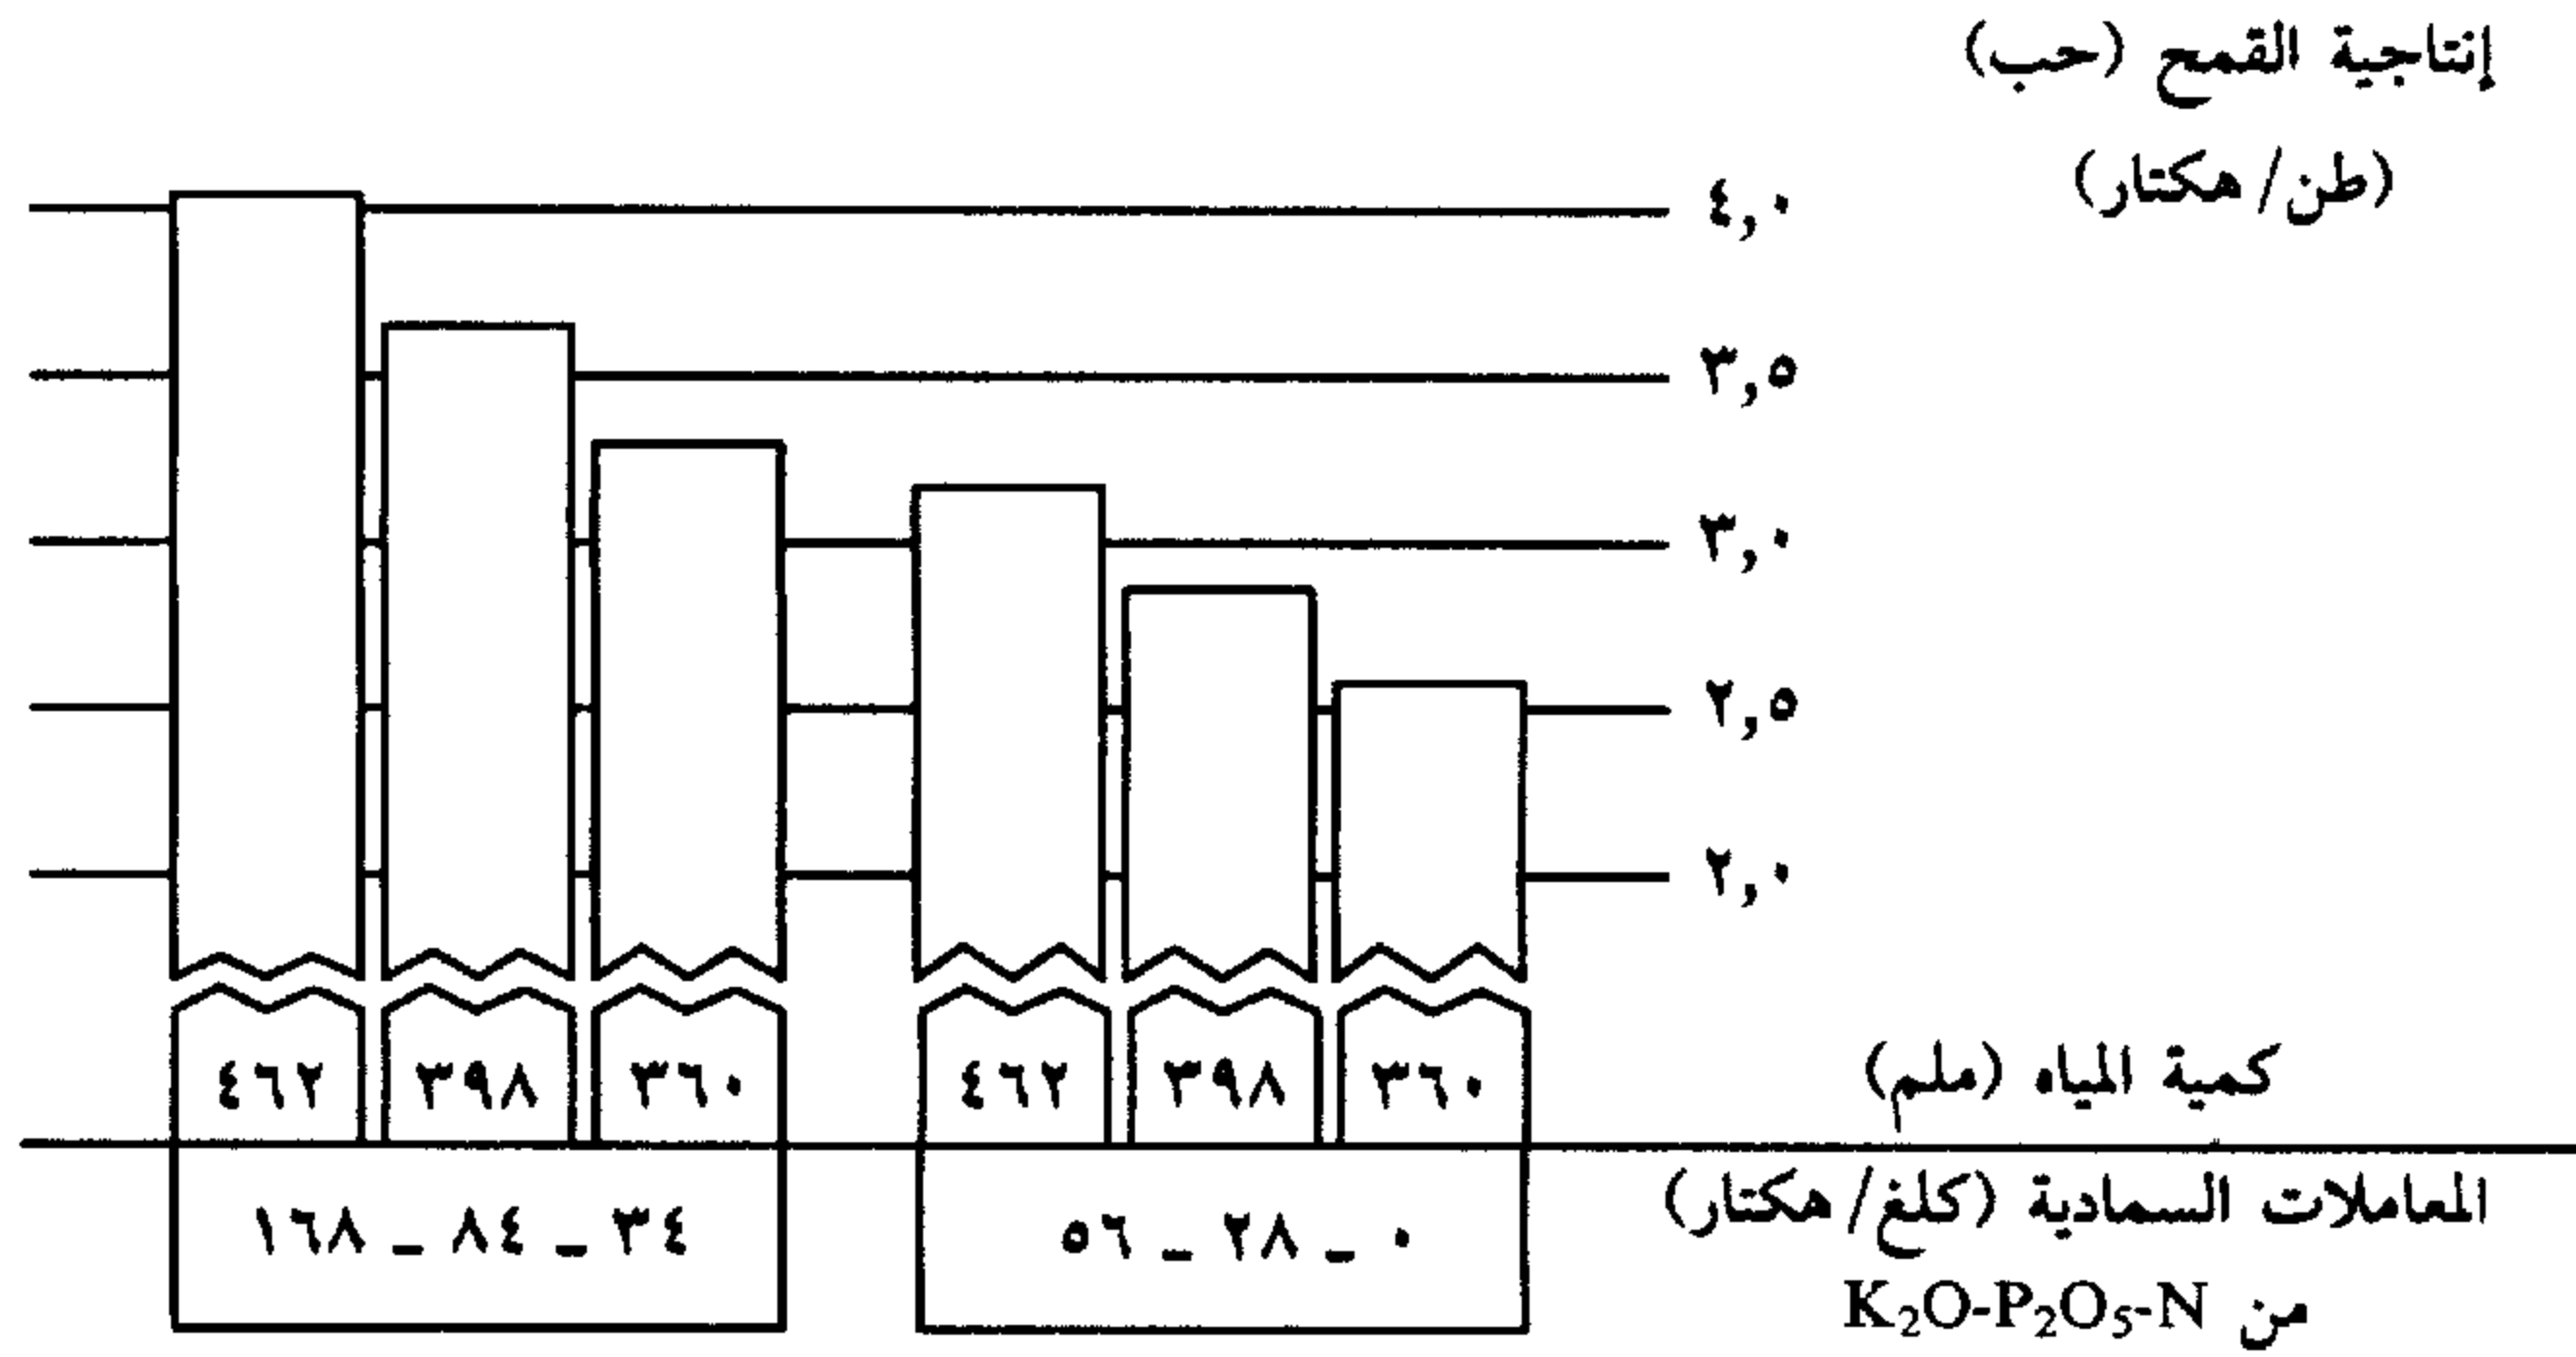 إنتاجية القمح (حب)
(طن/هكتار)
٤,٠
٣,٥
٣,٠
٢,٥
٢,٠
كمية المياه (ملم)
٣٦٠
٣٩٨
٤٦٢
٣٦٠
٣٩٨
٤٦٢
المعاملات السمادية (كلغ/هكتار)
من K₂O-P₂O₅-N
٥٦ - ٢٨ - ٠
١٦٨ - ٨٤ - ٣٤